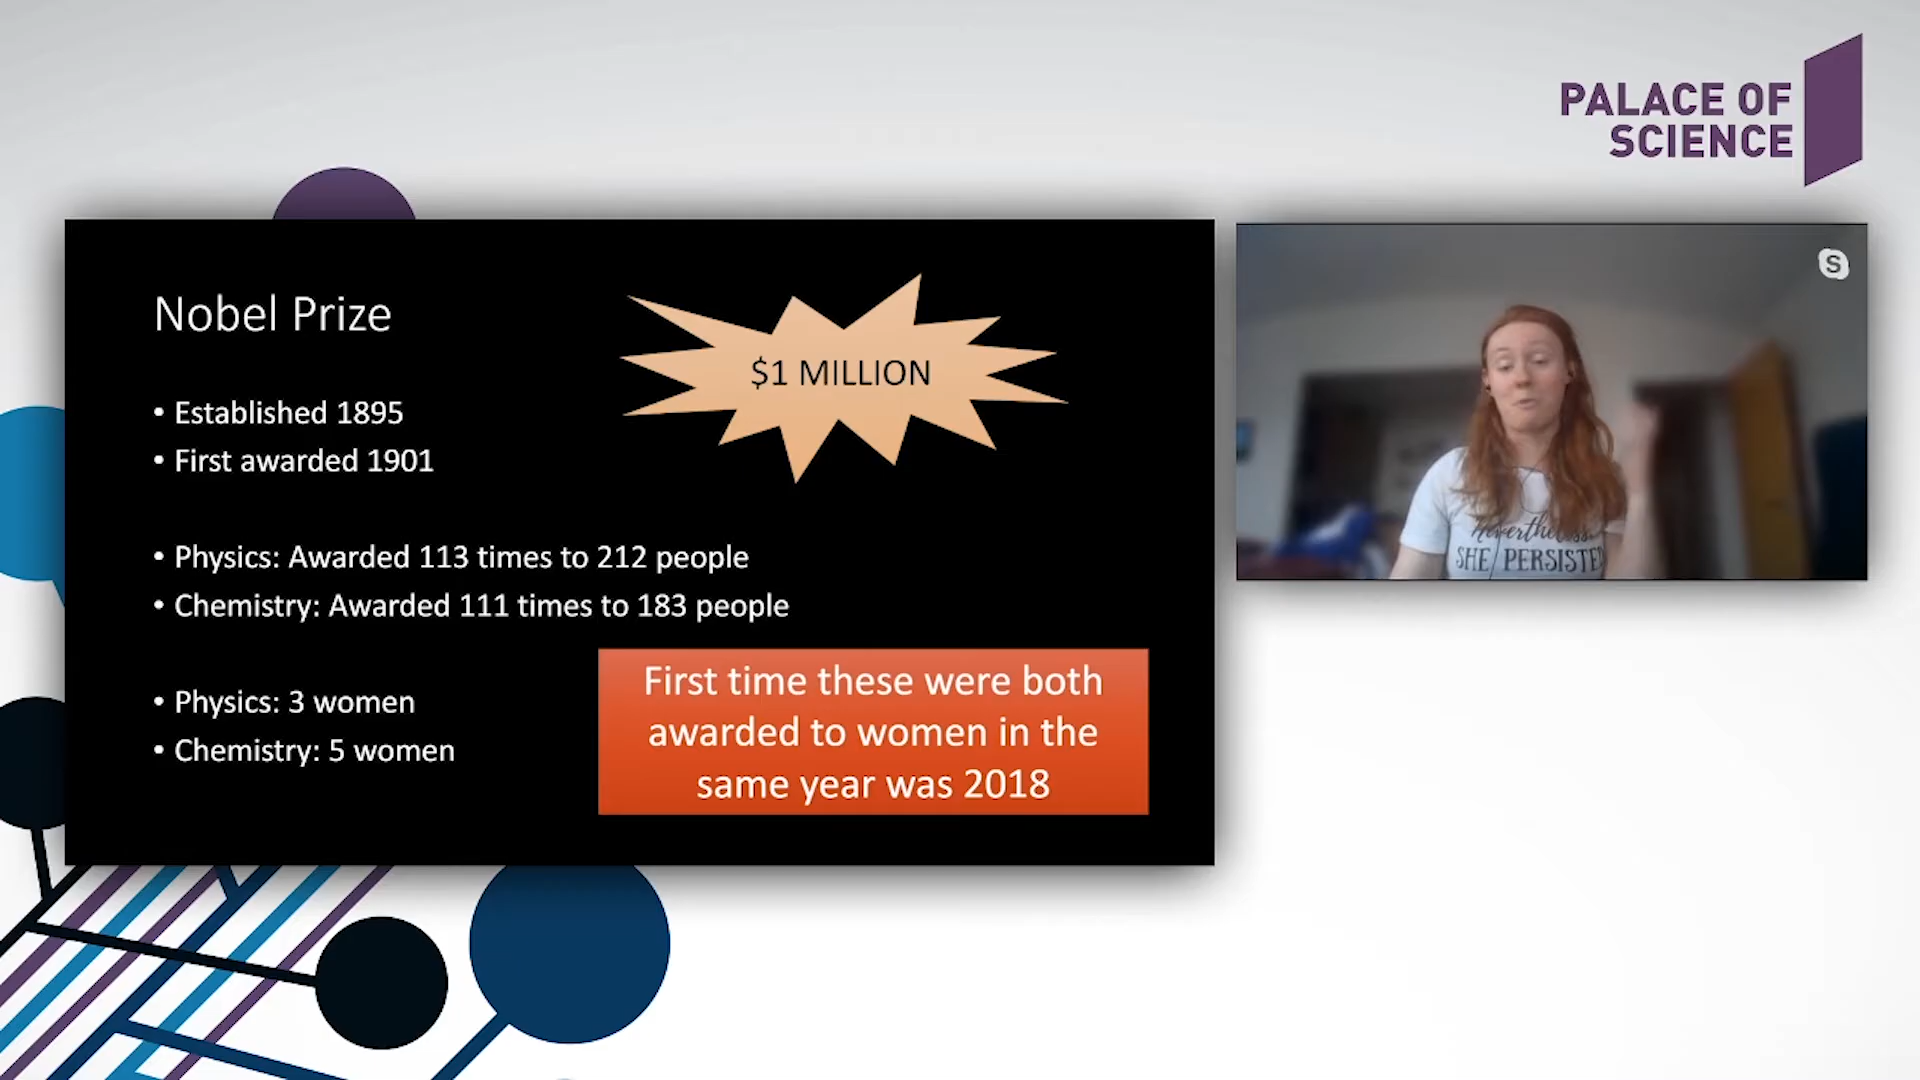 PALACE OF
SCIENCE
Nobel Prize
$1 MILLION
• Established 1895
• First awarded 1901
• Physics: Awarded 113 times to 212 people
• Chemistry: Awarded 111 times to 183 people
• Physics: 3 women
• Chemistry: 5 women
First time these were both
awarded to women in the
same year was 2018
S
Nevertheless
SHE PERSISTED